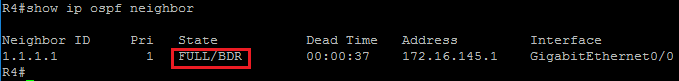 R4#show ip ospf neighbor
Neighbor ID     Pri   State           Dead Time   Address         Interface
1.1.1.1           1   FULL/BDR        00:00:37    172.16.145.1    GigabitEthernet0/0
R4#